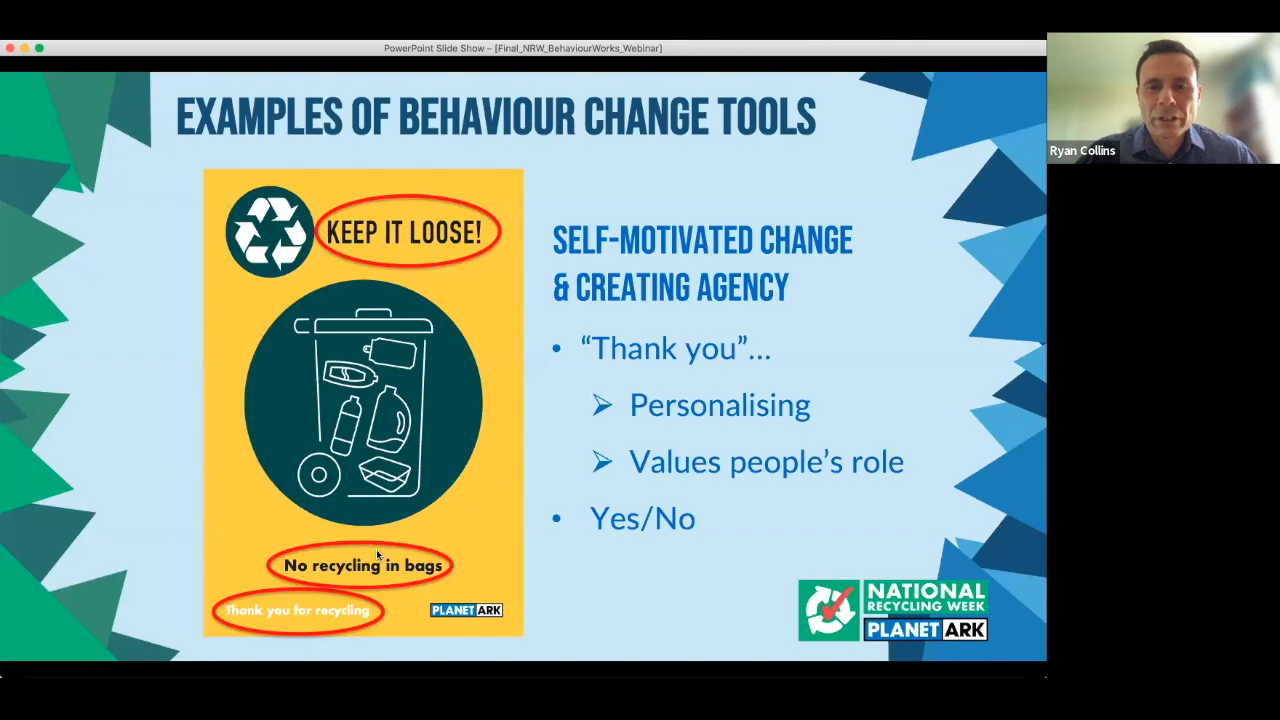 PowerPoint Slide Show – [Final_NRW_BehaviourWorks_Webinar]
EXAMPLES OF BEHAVIOUR CHANGE TOOLS
Ryan Collins
KEEP IT LOOSE!
No recycling in bags
Thank you for recycling
PLANET ARK
SELF-MOTIVATED CHANGE
& CREATING AGENCY
• “Thank you”...
➢ Personalising
➢ Values people’s role
• Yes/No
NATIONAL
RECYCLING WEEK
PLANET ARK